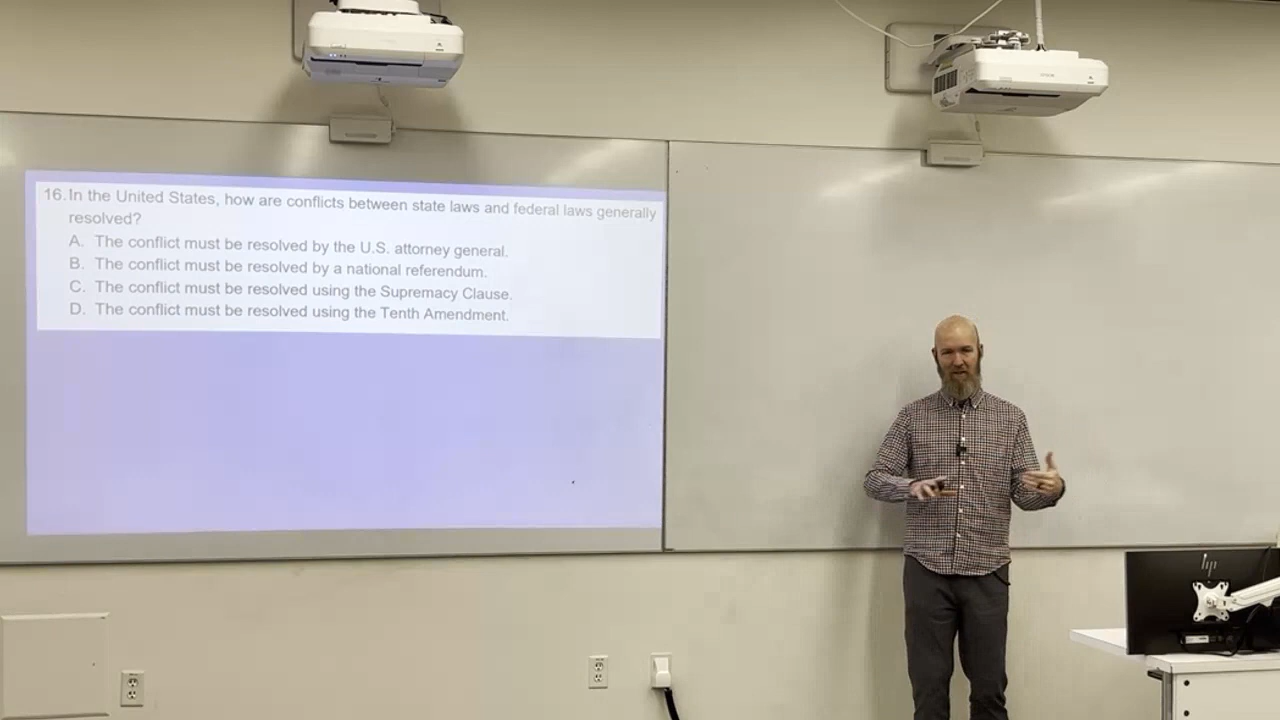 16. In the United States, how are conflicts between state laws and federal laws generally
resolved?
A. The conflict must be resolved by the U.S. attorney general.
B. The conflict must be resolved by a national referendum.
C. The conflict must be resolved using the Supremacy Clause.
D. The conflict must be resolved using the Tenth Amendment.
hp